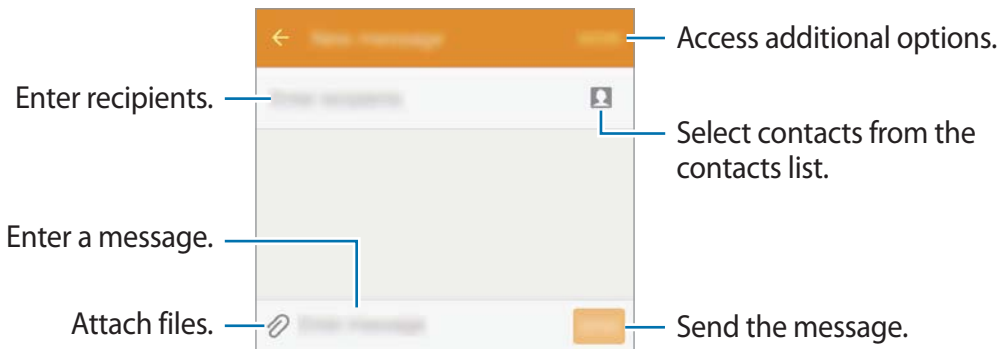 Access additional options.
Enter recipients.
Select contacts from the
contacts list.
Enter a message.
Attach files.
Send the message.